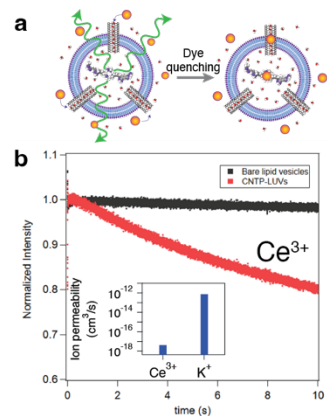 a
Dye
quenching
b
1.1
1.0
0.9
0.8
0.7
0.6
Normalized Intensity
Bare lipid vesicles
CNTP-LUVs
Ce³⁺
Ion permeability
(cm³/s)
10⁻¹²
10⁻¹⁴
10⁻¹⁶
10⁻¹⁸
Ce³⁺ K⁺
0 2 4 6 8 10
time (s)